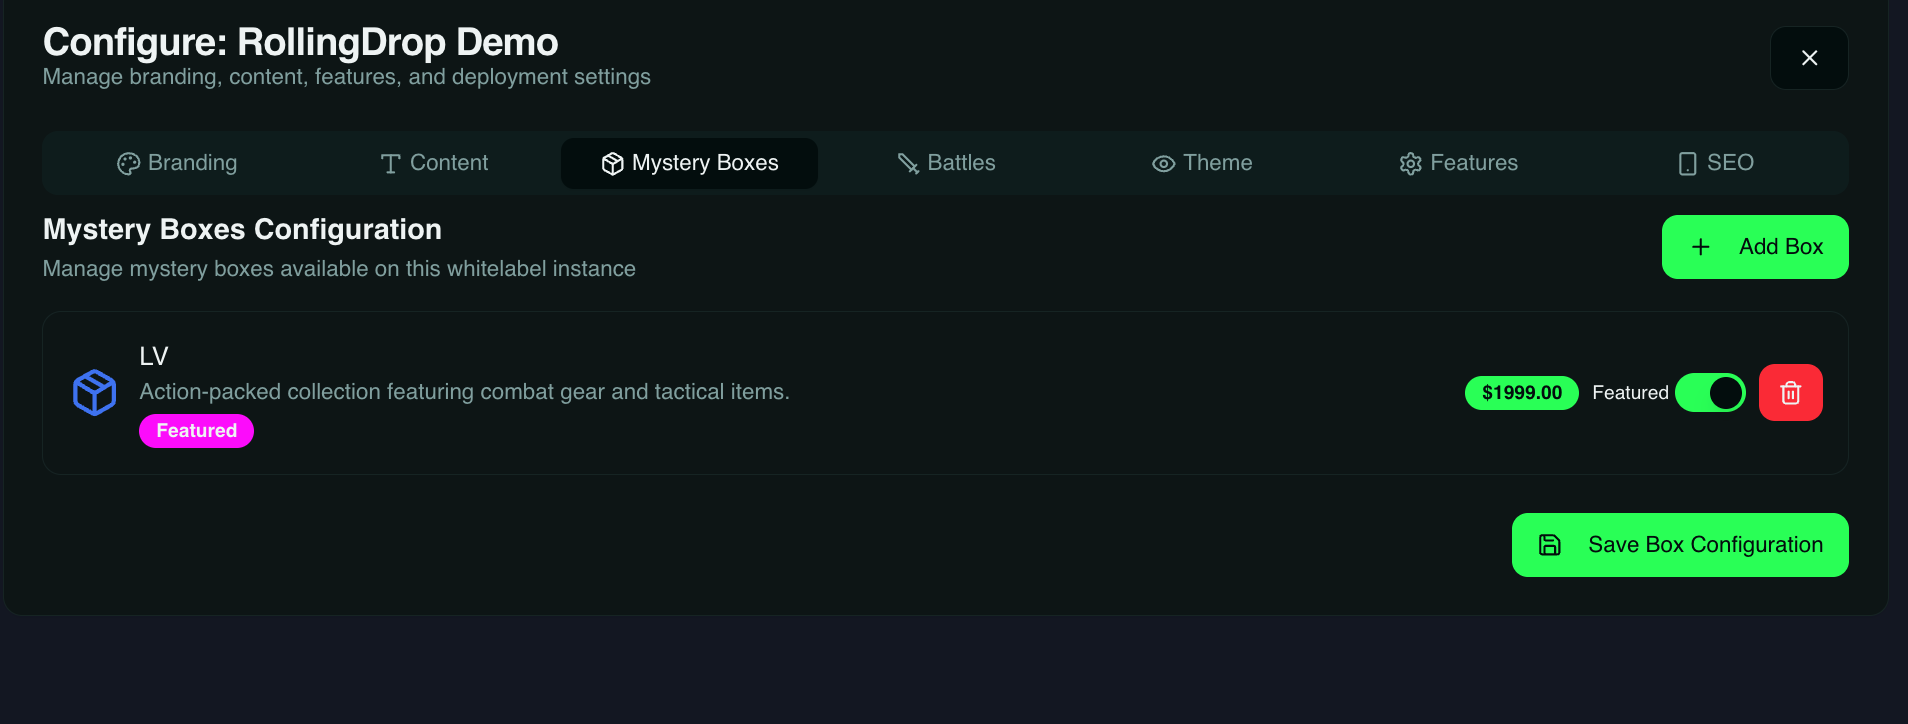 Configure: RollingDrop Demo
Manage branding, content, features, and deployment settings
Branding
Content
Mystery Boxes
Battles
Theme
Features
SEO
Mystery Boxes Configuration
Manage mystery boxes available on this whitelabel instance
Add Box
LV
Action-packed collection featuring combat gear and tactical items.
Featured
$1999.00
Featured
Save Box Configuration